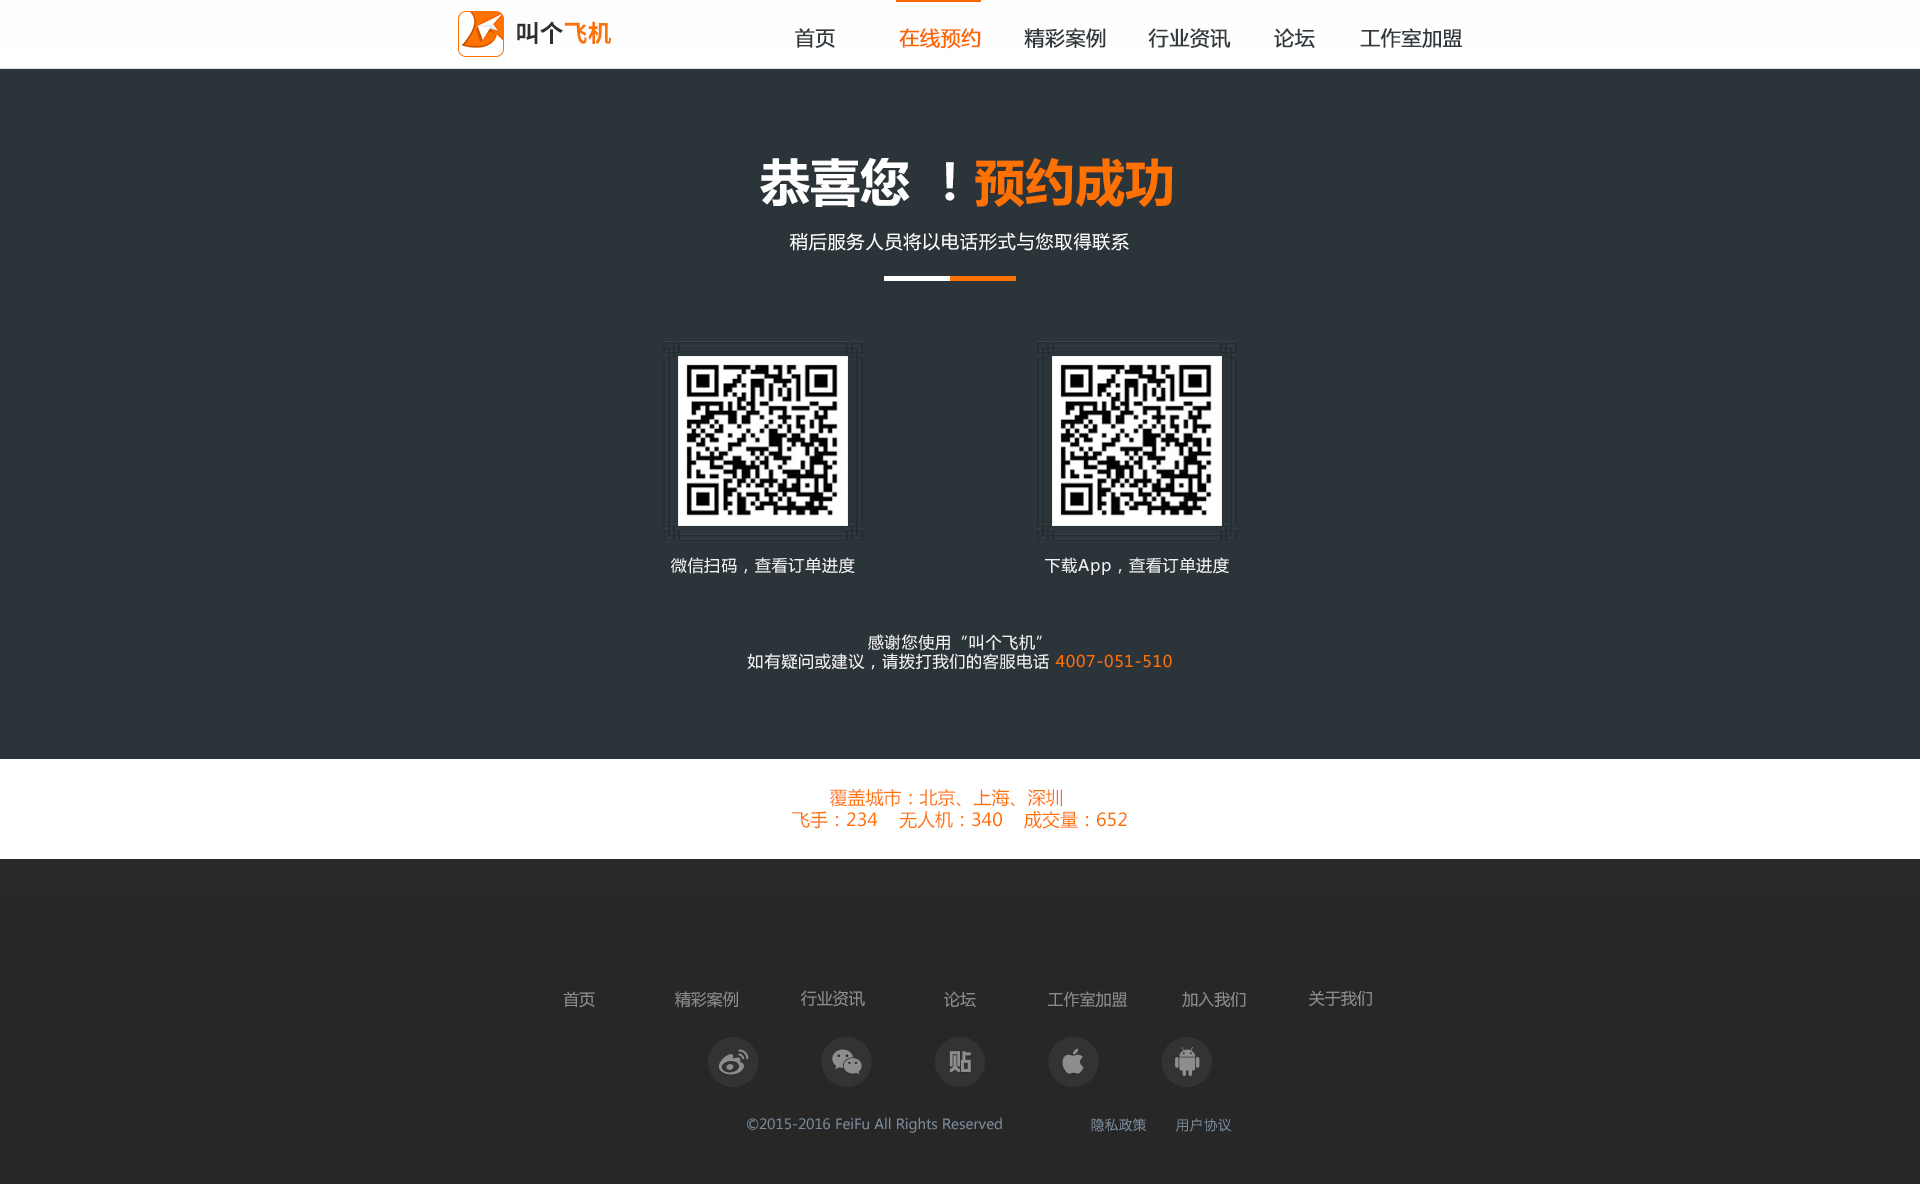 叫个飞机
首页 在线预约 精彩案例 行业资讯 论坛 工作室加盟
恭喜您 ！预约成功
稍后服务人员将以电话形式与您取得联系
微信扫码，查看订单进度
下载App，查看订单进度
感谢您使用“叫个飞机”
如有疑问或建议，请拨打我们的客服电话 4007-051-510
覆盖城市：北京、上海、深圳
飞手：234 无人机：340 成交量：652
首页 精彩案例 行业资讯 论坛 工作室加盟 加入我们 关于我们
贴
©2015-2016 FeiFu All Rights Reserved 隐私政策 用户协议